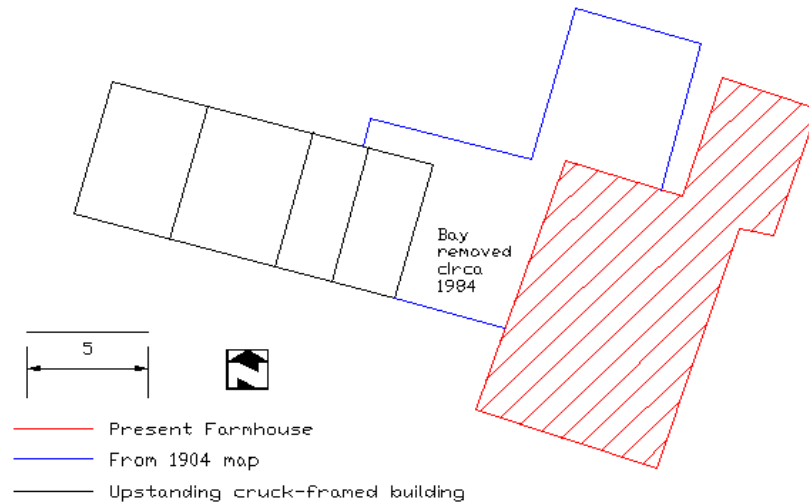 Bay
removed
circa
1984
5
N
Present Farmhouse
From 1904 map
Upstanding cruck-framed building